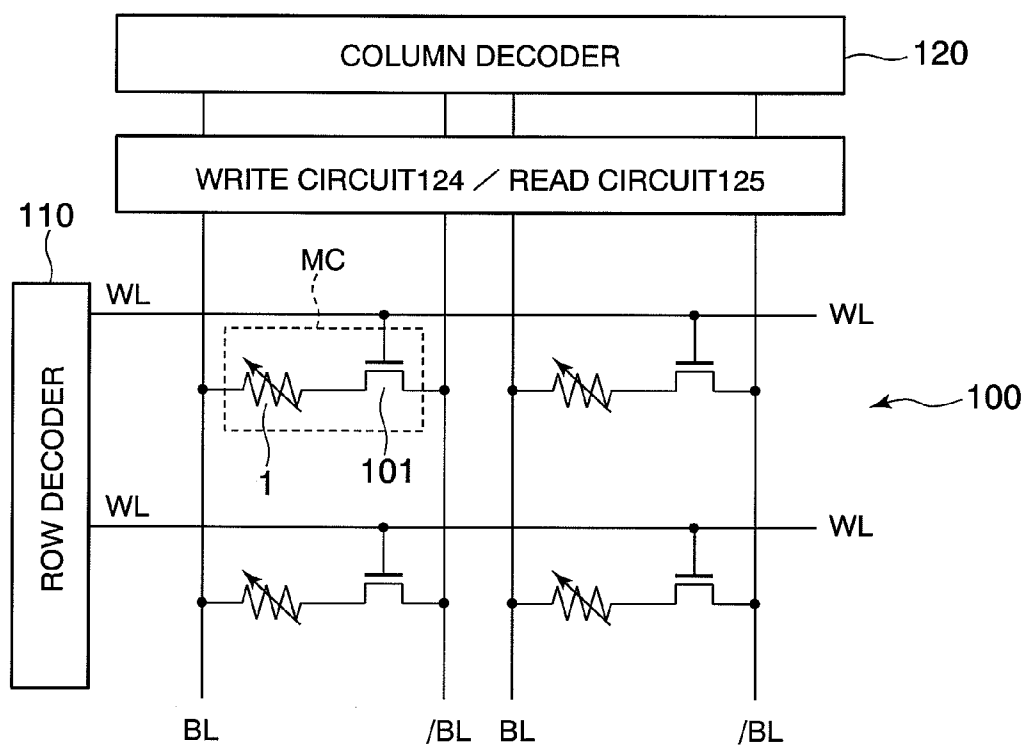 COLUMN DECODER
120
WRITE CIRCUIT124 / READ CIRCUIT125
110
MC
WL
WL
ROW DECODER
100
1
101
WL
WL
BL
/BL
BL
/BL